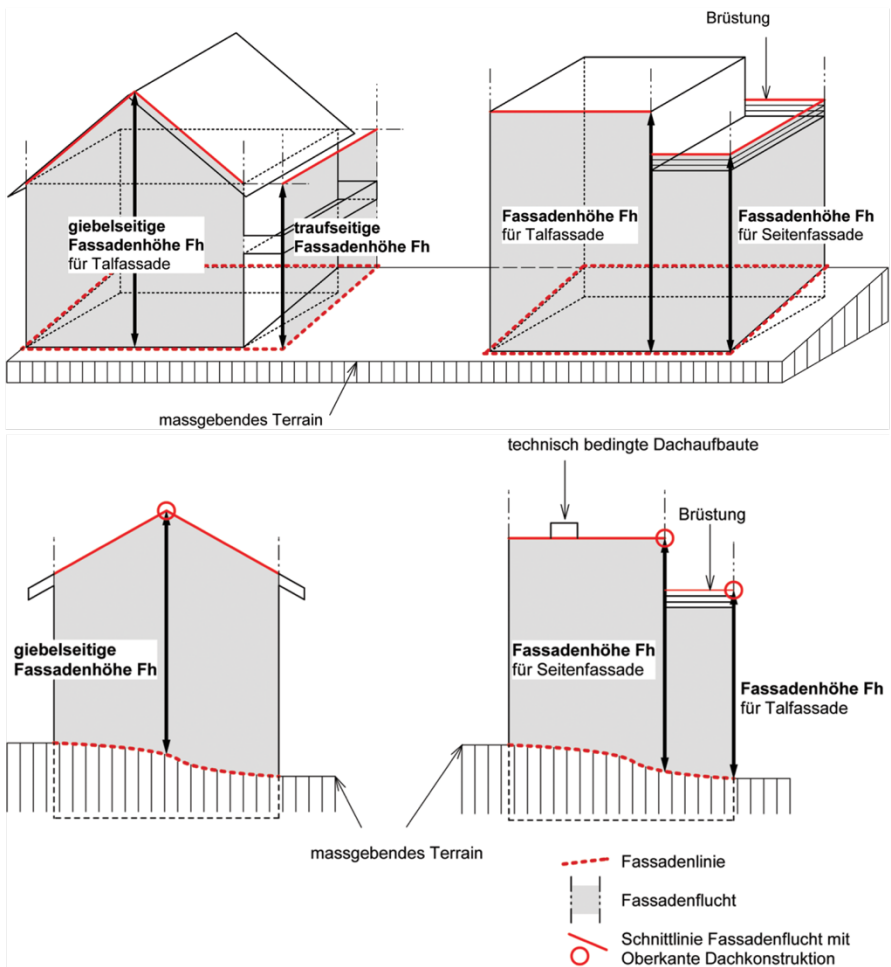 Brüstung
giebelseitige
Fassadenhöhe Fh
für Talfassade
traufseitige
Fassadenhöhe Fh
Fassadenhöhe Fh
für Talfassade
Fassadenhöhe Fh
für Seitenfassade
massgebendes Terrain
technisch bedingte Dachaufbaute
Brüstung
giebelseitige
Fassadenhöhe Fh
Fassadenhöhe Fh
für Seitenfassade
Fassadenhöhe Fh
für Talfassade
massgebendes Terrain
Fassadenlinie
Fassadenflucht
Schnittlinie Fassadenflucht mit
Oberkante Dachkonstruktion